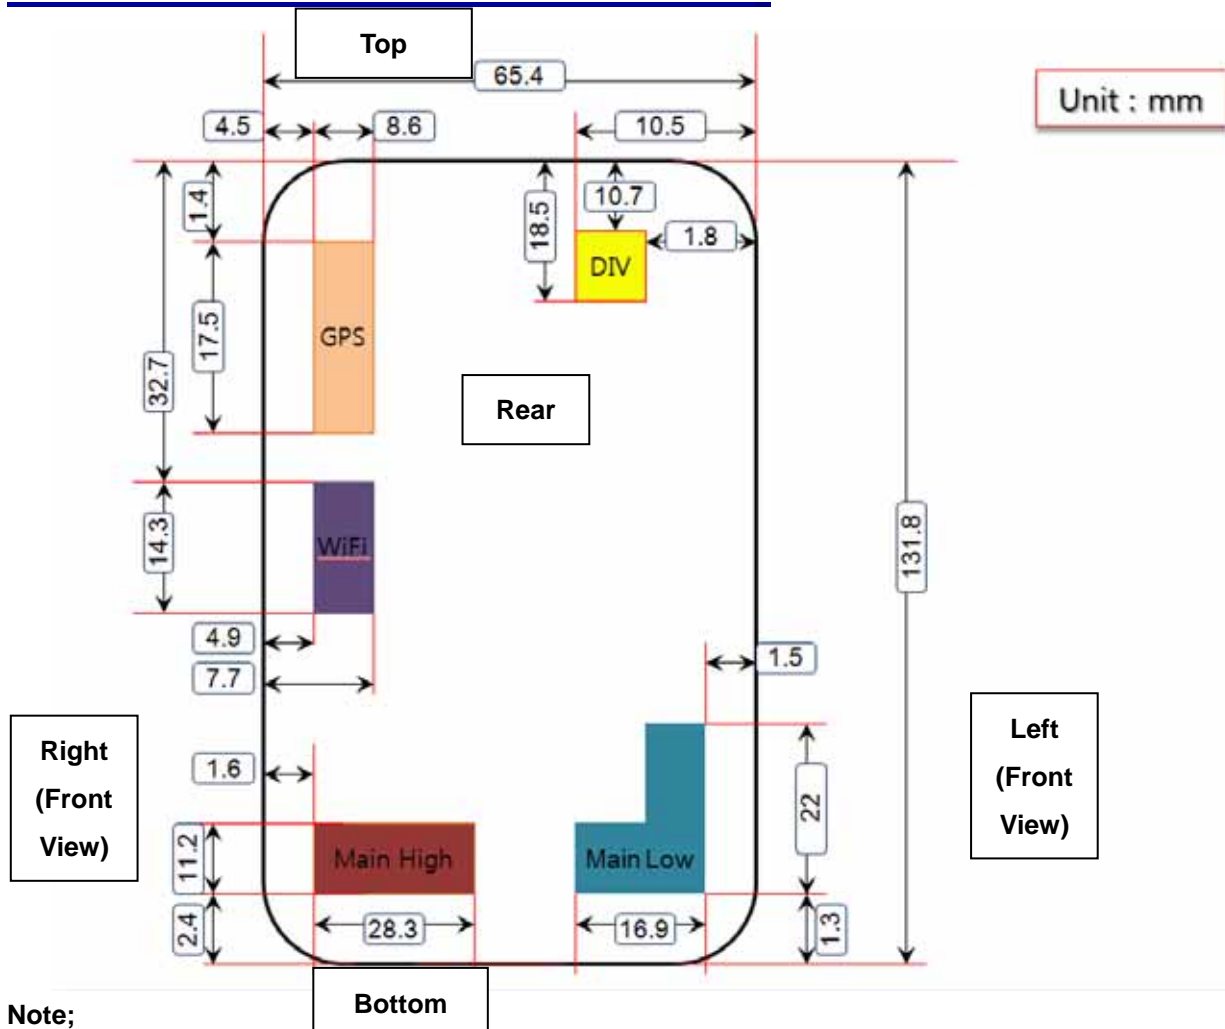 Top
65.4
Unit : mm
4.5
8.6
10.5
1.4
18.5
10.7
1.8
DIV
GPS
17.5
32.7
Rear
14.3
WiFi
131.8
4.9
7.7
1.5
Right
(Front
View)
Left
(Front
View)
1.6
22
11.2
Main High
Main Low
2.4
28.3
16.9
1.3
Bottom
Note;